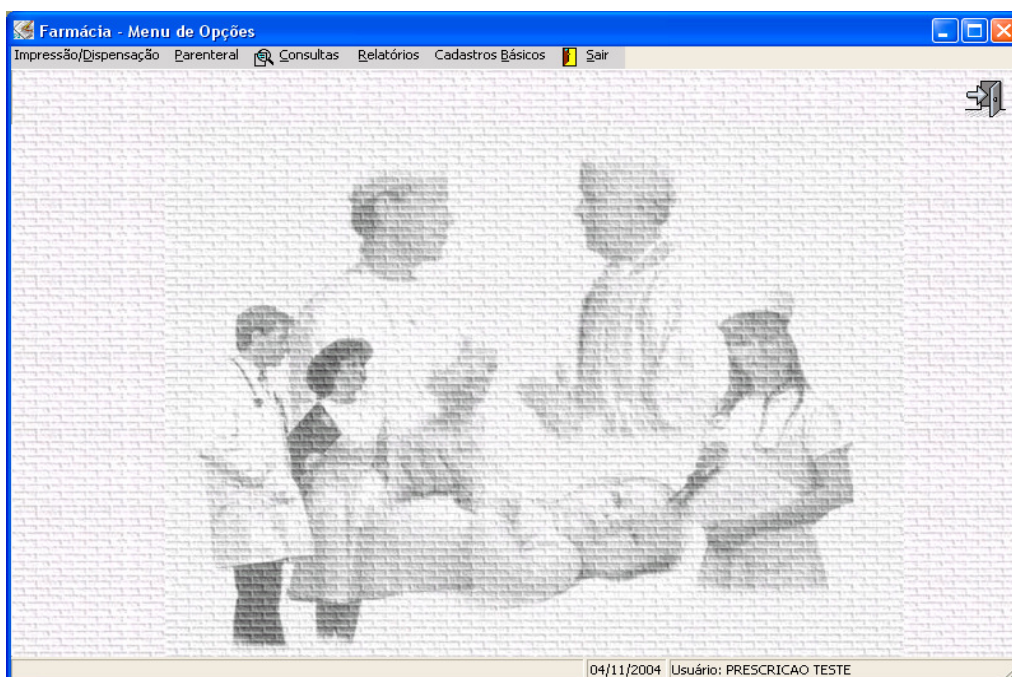 Farmácia - Menu de Opções
Impressão/Dispensação Parenteral Consultas Relatórios Cadastros Básicos Sair
04/11/2004 Usuário: PRESCRICAO TESTE